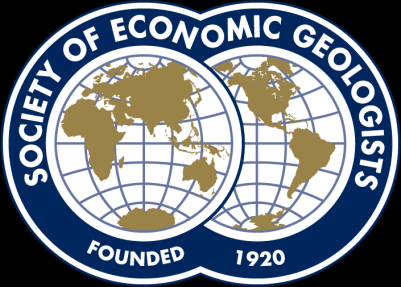 SOCIETY OF ECONOMIC GEOLOGISTS
FOUNDED 1920